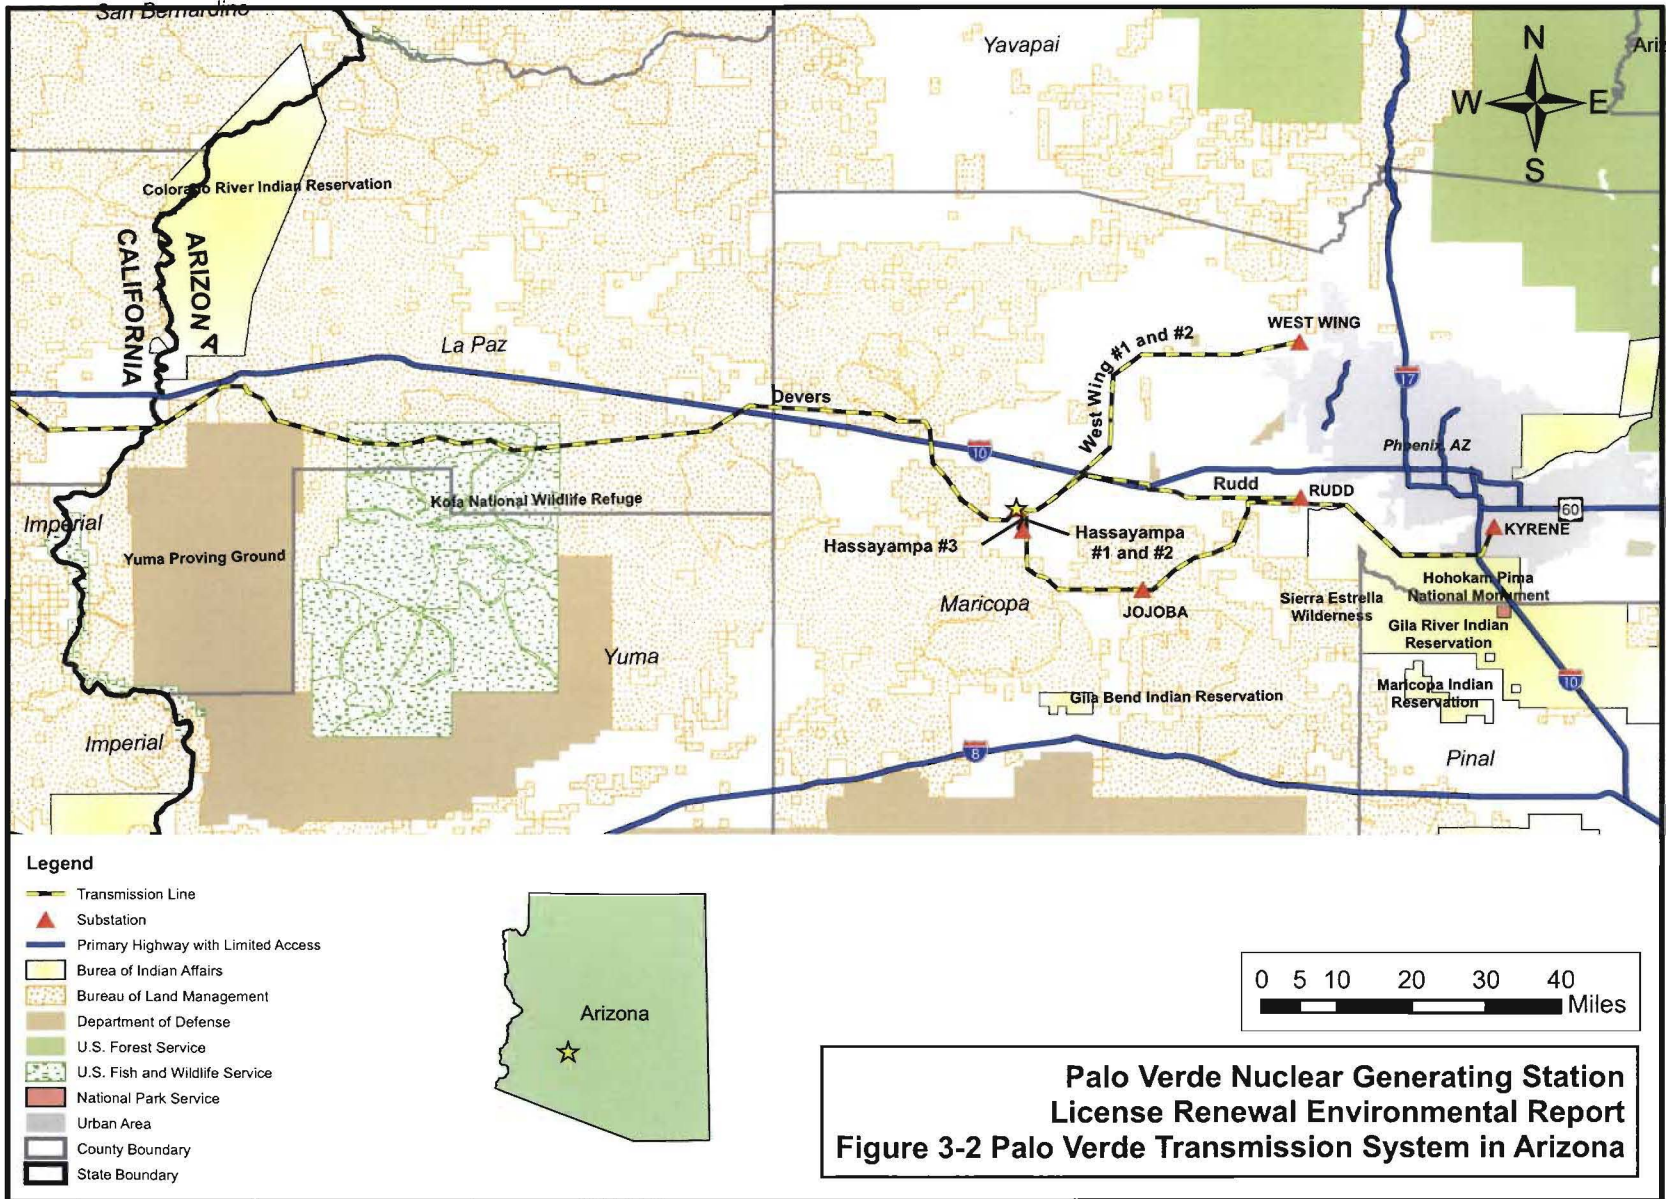 San Bernardino
Yavapai
N
W E
S
Ariz
Colorado River Indian Reservation
CALIFORNIA
ARIZONA
La Paz
WEST WING
West Wing #1 and #2
17
Devers
10
Phoenix, AZ
Rudd
RUDD
60
KYRENE
Imperial
Kofa National Wildlife Refuge
Yuma Proving Ground
Hassayampa #3
Hassayampa
#1 and #2
Maricopa
JOJOBA
Sierra Estrella
Wilderness
Hohokam Pima
National Monument
Gila River Indian
Reservation
Yuma
Gila Bend Indian Reservation
Maricopa Indian
Reservation
10
Imperial
8
Pinal
Legend
Transmission Line
Substation
Primary Highway with Limited Access
Burea of Indian Affairs
Bureau of Land Management
Department of Defense
U.S. Forest Service
U.S. Fish and Wildlife Service
National Park Service
Urban Area
County Boundary
State Boundary
Arizona
0 5 10 20 30 40
Miles
Palo Verde Nuclear Generating Station
License Renewal Environmental Report
Figure 3-2 Palo Verde Transmission System in Arizona